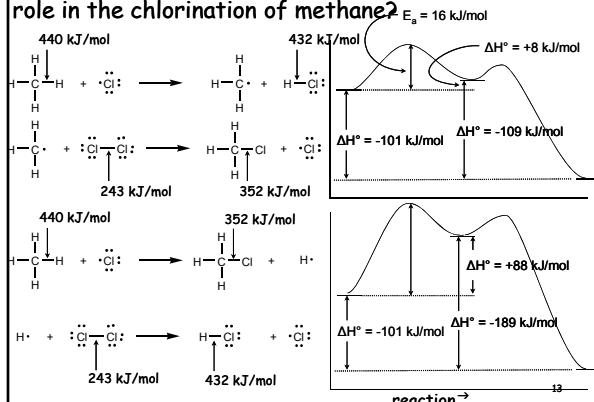 role in the chlorination of methane?
Eₐ = 16 kJ/mol
440 kJ/mol
432 kJ/mol
ΔH° = +8 kJ/mol
H
H C H + ·Cl: H C· + H Cl:
H
H
ΔH° = -101 kJ/mol
ΔH° = -109 kJ/mol
H
H C· + :Cl Cl: H C Cl + ·Cl:
H
H
243 kJ/mol
352 kJ/mol
440 kJ/mol
352 kJ/mol
H
H C H + ·Cl: H C Cl + H·
H
H
ΔH° = +88 kJ/mol
ΔH° = -101 kJ/mol
ΔH° = -189 kJ/mol
H· + :Cl Cl: H Cl: + ·Cl:
243 kJ/mol
432 kJ/mol
reaction→
13